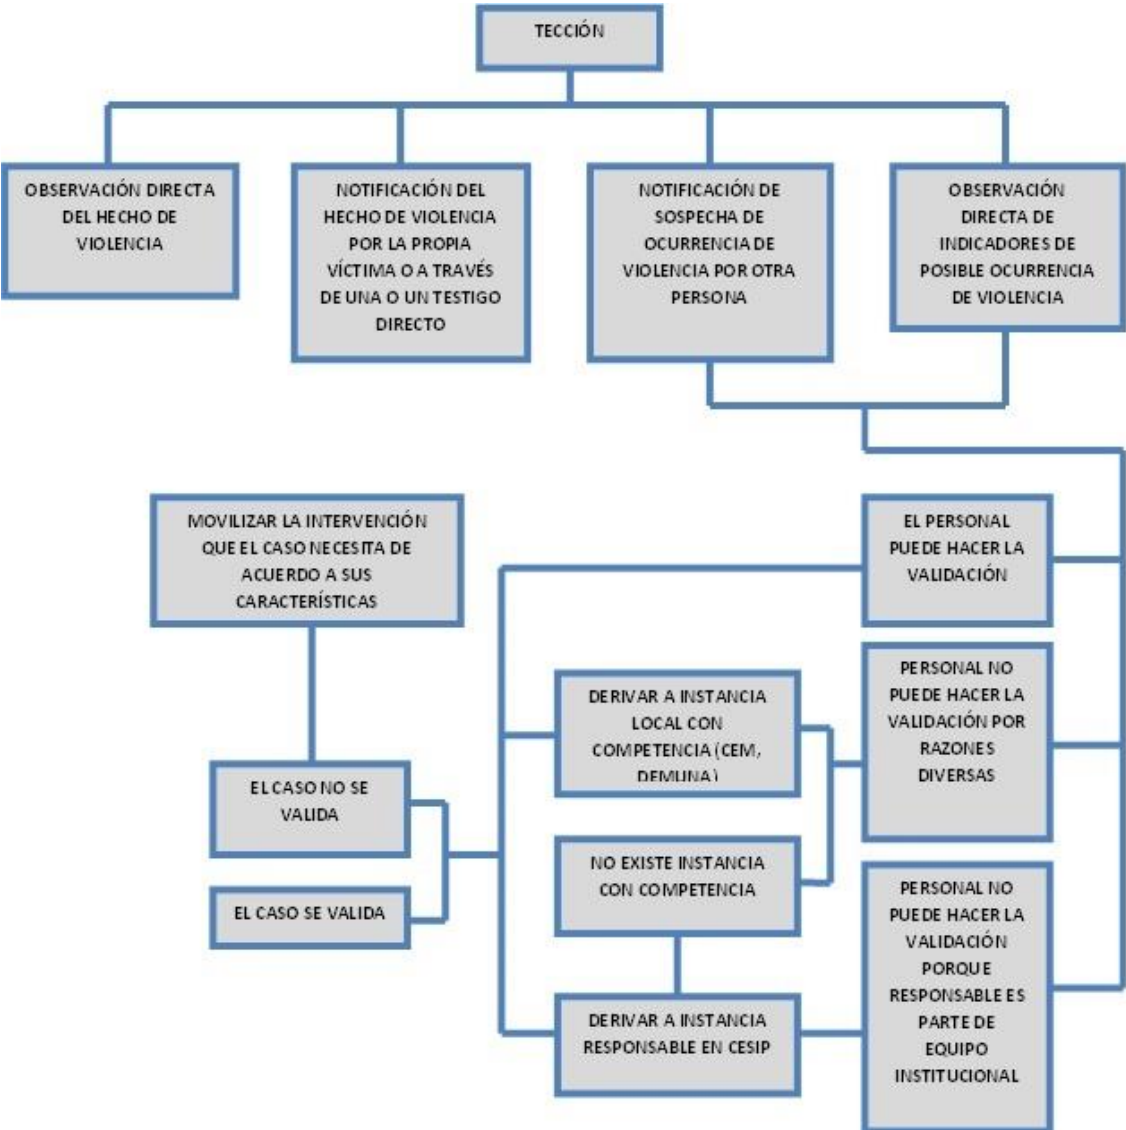 TECCIÓN
OBSERVACIÓN DIRECTA
DEL HECHO DE
VIOLENCIA
NOTIFICACIÓN DEL
HECHO DE VIOLENCIA
POR LA PROPIA
VÍCTIMA O A TRAVÉS
DE UNA O UN TESTIGO
DIRECTO
NOTIFICACIÓN DE
SOSPECHA DE
OCURRENCIA DE
VIOLENCIA POR OTRA
PERSONA
OBSERVACIÓN
DIRECTA DE
INDICADORES DE
POSIBLE OCURRENCIA
DE VIOLENCIA
MOVILIZAR LA INTERVENCIÓN
QUE EL CASO NECESITA DE
ACUERDO A SUS
CARACTERÍSTICAS
EL PERSONAL
PUEDE HACER LA
VALIDACIÓN
DERIVAR A INSTANCIA
LOCAL CON
COMPETENCIA (CEM,
DEMUNA)
PERSONAL NO
PUEDE HACER LA
VALIDACIÓN POR
RAZONES
DIVERSAS
EL CASO NO SE
VALIDA
NO EXISTE INSTANCIA
CON COMPETENCIA
EL CASO SE VALIDA
PERSONAL NO
PUEDE HACER LA
VALIDACIÓN
PORQUE
RESPONSABLE ES
PARTE DE
EQUIPO
INSTITUCIONAL
DERIVAR A INSTANCIA
RESPONSABLE EN CESIP